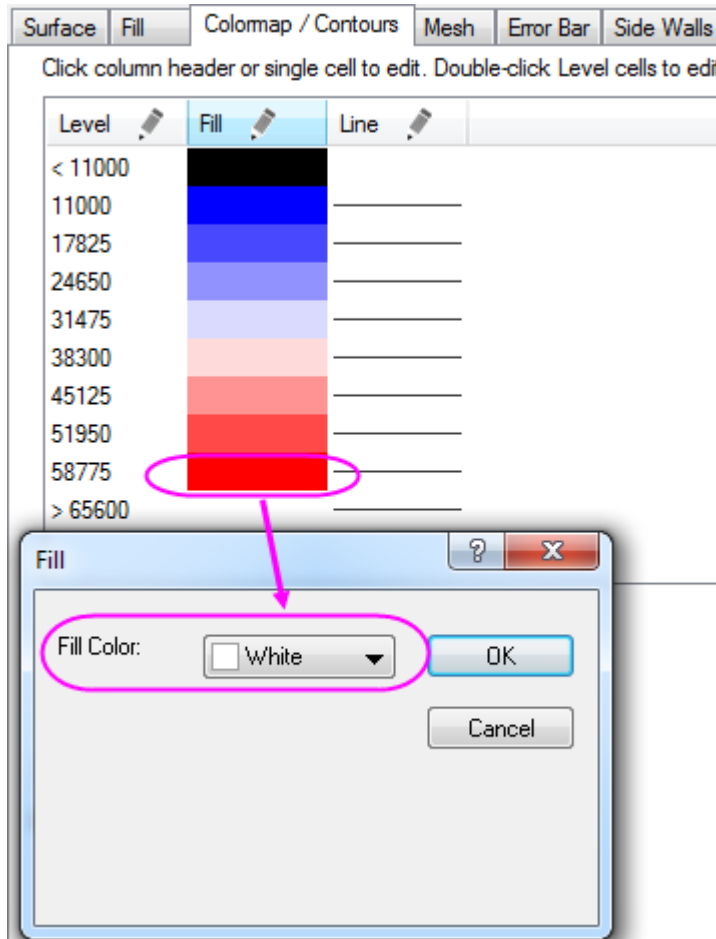 Surface Fill Colormap / Contours Mesh Error Bar Side Walls
Click column header or single cell to edit. Double-click Level cells to edi
Level Fill Line
< 11000
11000
17825
24650
31475
38300
45125
51950
58775
> 65600
Fill
Fill Color: White OK
Cancel